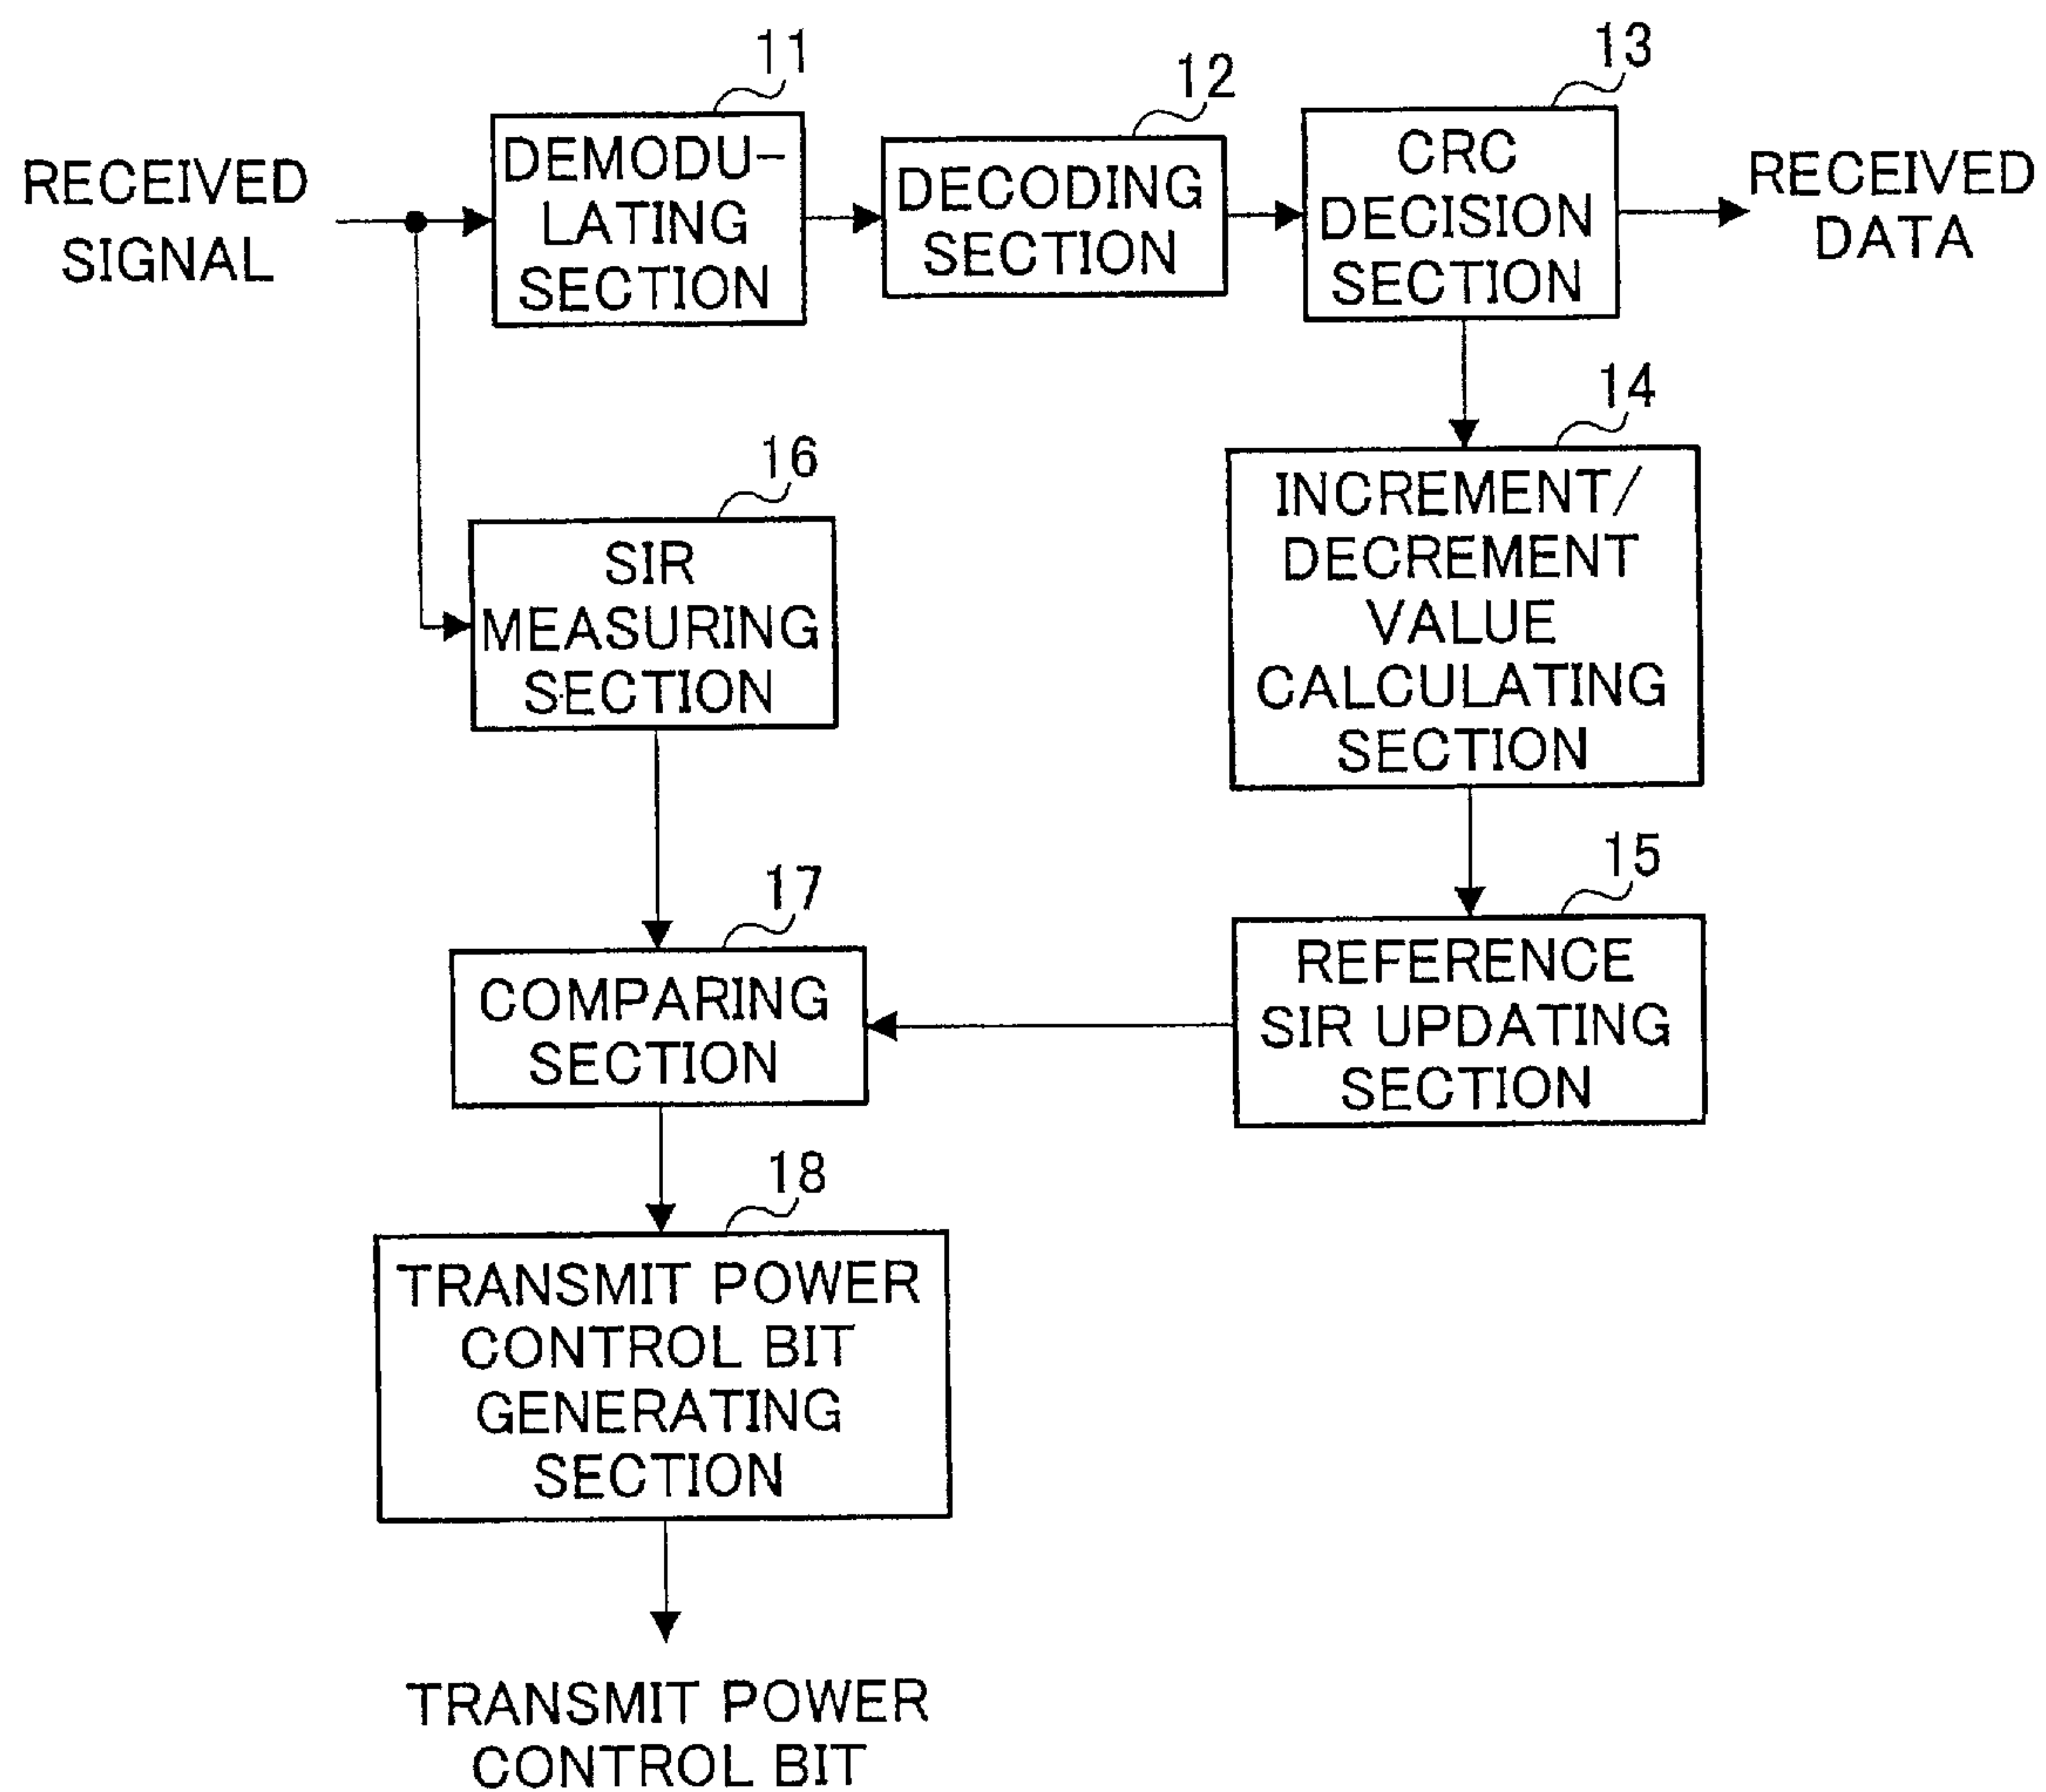 11
12
13
RECEIVED
SIGNAL
DEMODU-
LATING
SECTION
DECODING
SECTION
CRC
DECISION
SECTION
RECEIVED
DATA
14
16
INCREMENT/
DECREMENT
VALUE
CALCULATING
SECTION
SIR
MEASURING
SECTION
15
17
REFERENCE
SIR UPDATING
SECTION
COMPARING
SECTION
18
TRANSMIT POWER
CONTROL BIT
GENERATING
SECTION
TRANSMIT POWER
CONTROL BIT